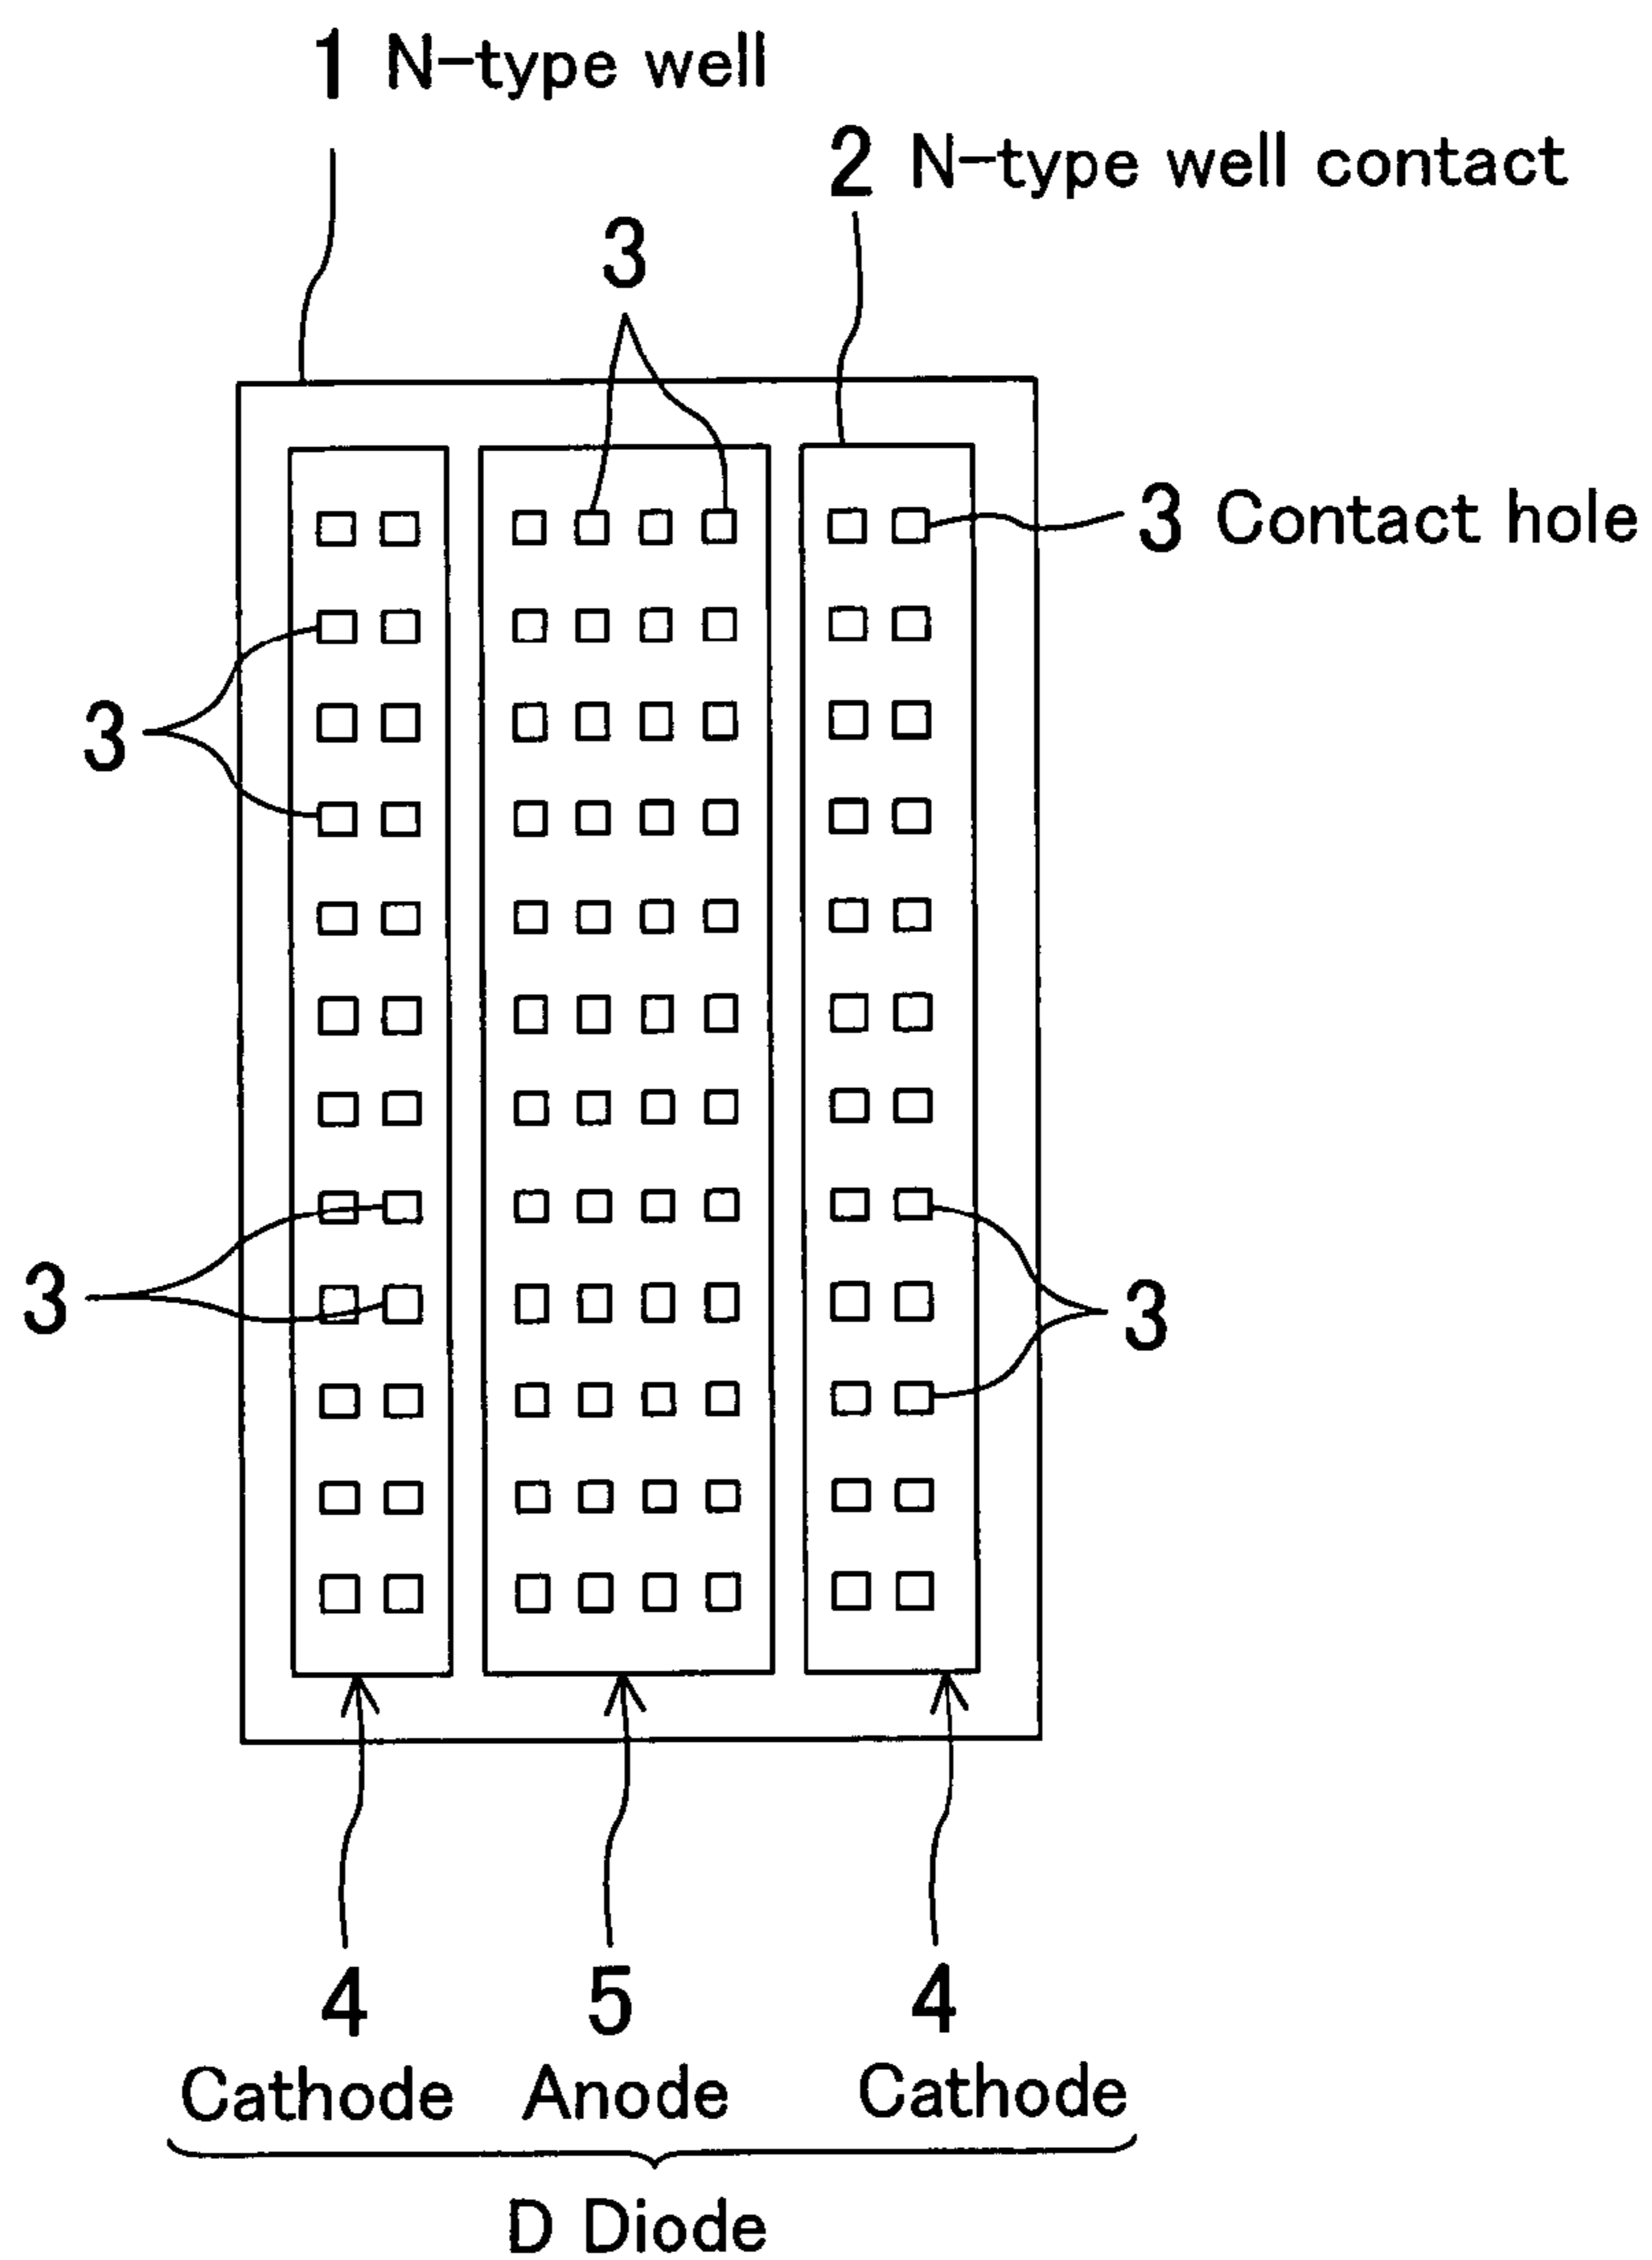 1 N-type well
2 N-type well contact
3
3 Contact hole
3
3
3
4 5 4
Cathode Anode Cathode
D Diode